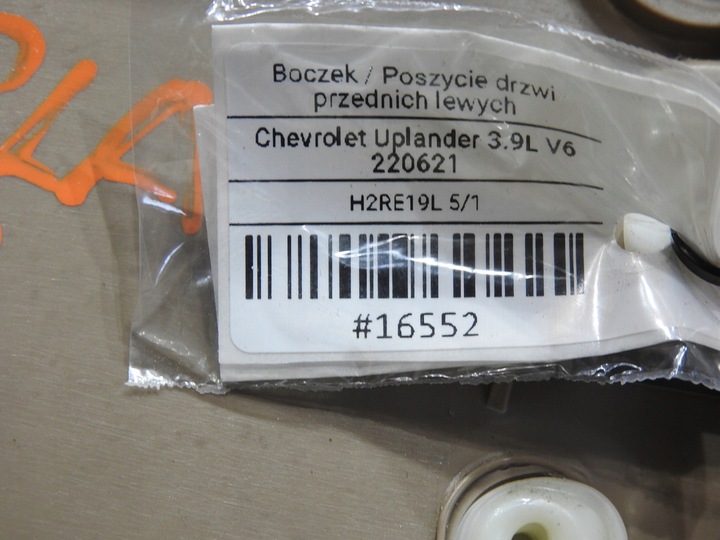 Boczek / Poszycie drzwi
przednich lewych
Chevrolet Uplander 3.9L V6
220621
H2RE19L 5/1
#16552